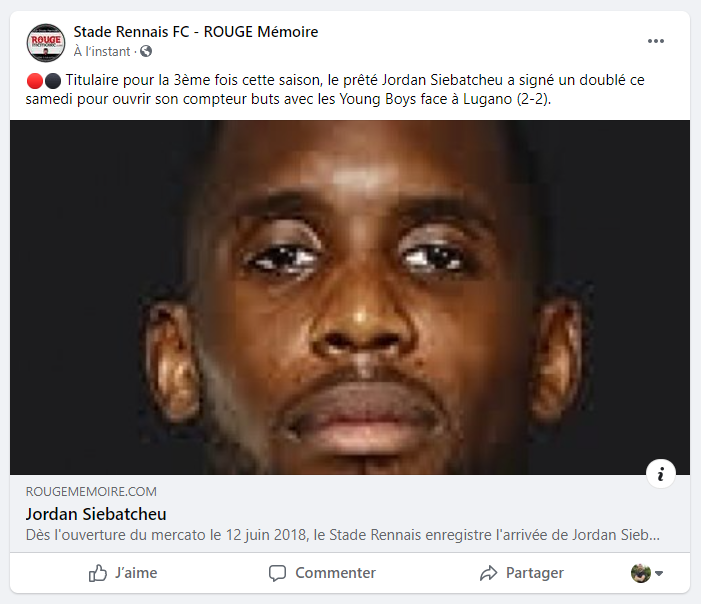 Stade Rennais FC - ROUGE Mémoire
À l'instant ·
🔴⚫ Titulaire pour la 3ème fois cette saison, le prêté Jordan Siebatcheu a signé un doublé ce
samedi pour ouvrir son compteur buts avec les Young Boys face à Lugano (2-2).
ROUGEMEMOIRE.COM
Jordan Siebatcheu
Dès l'ouverture du mercato le 12 juin 2018, le Stade Rennais enregistre l'arrivée de Jordan Sieb...
J'aime
Commenter
Partager